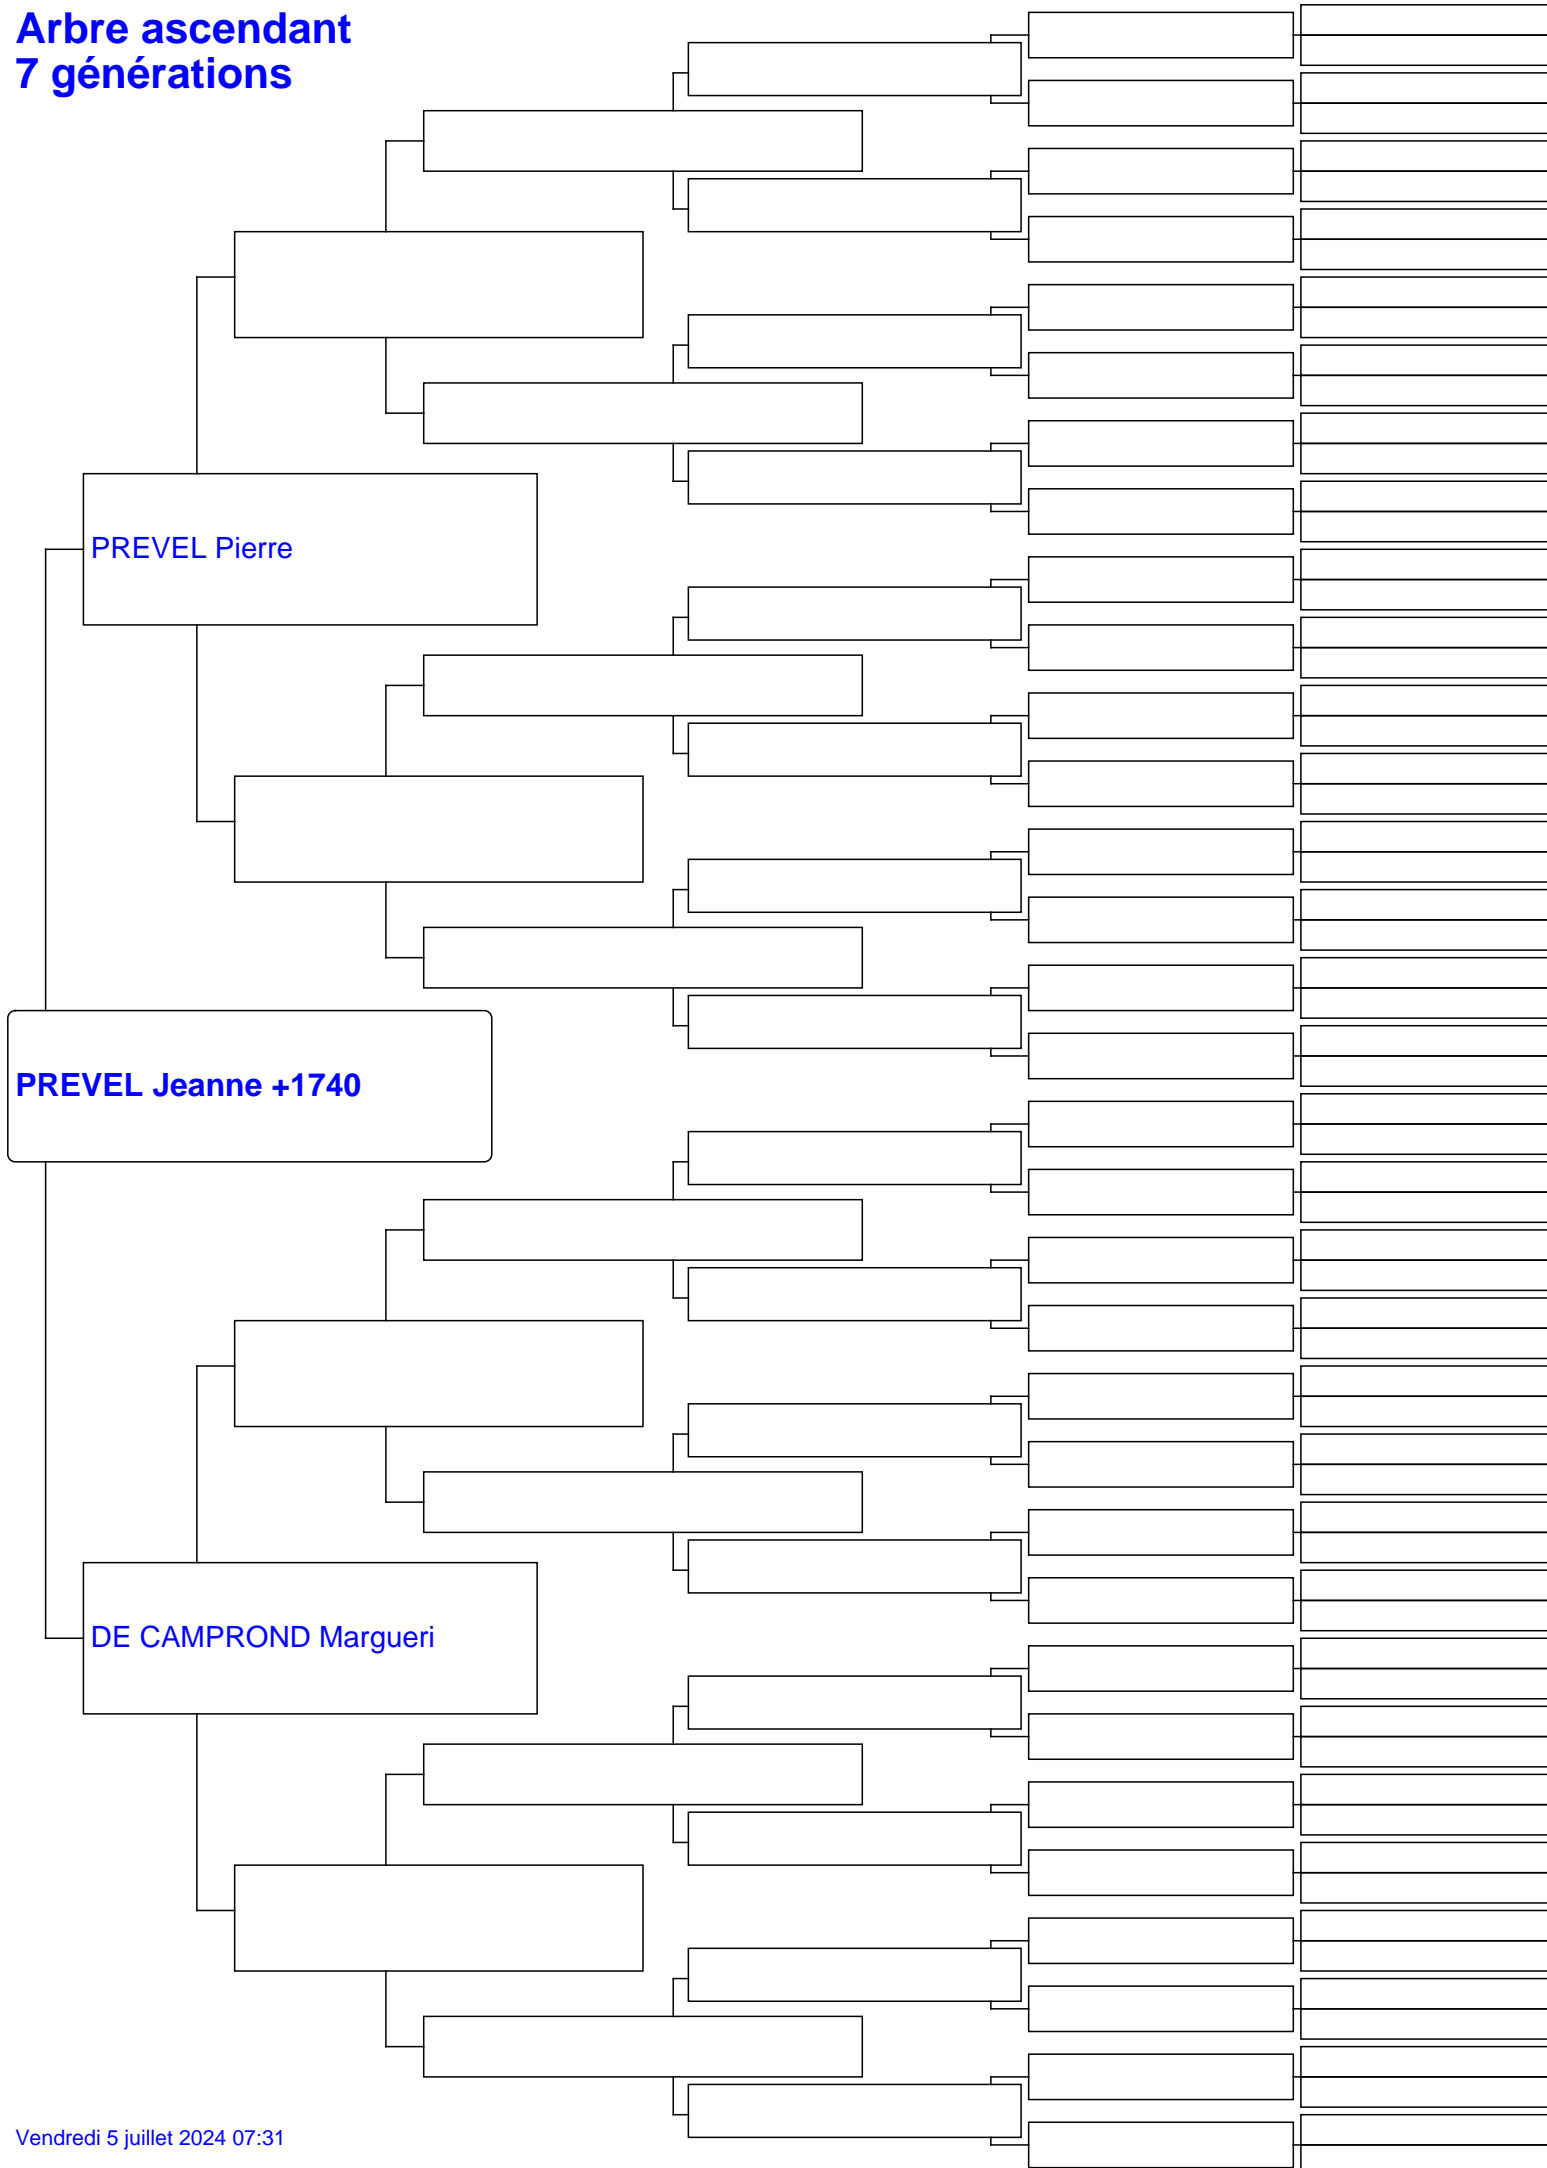 Arbre ascendant
7 générations
PREVEL Pierre
PREVEL Jeanne +1740
DE CAMPROND Margueri
Vendredi 5 juillet 2024 07:31